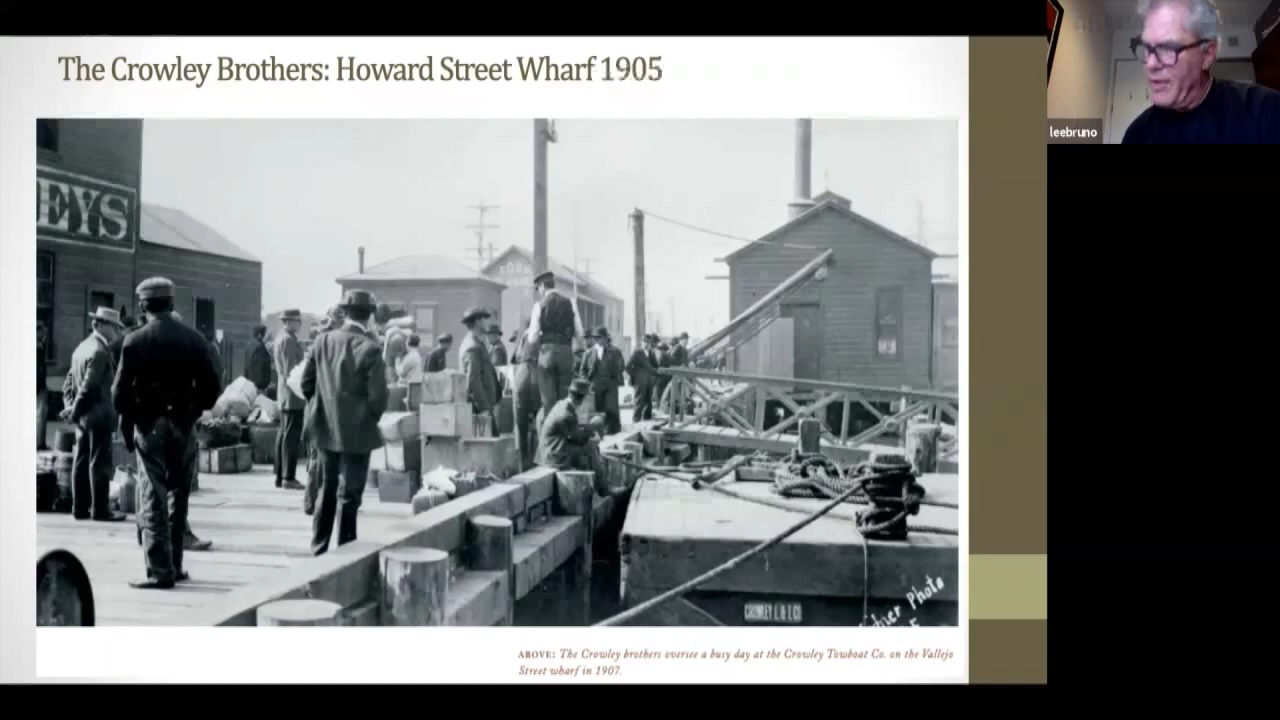 The Crowley Brothers: Howard Street Wharf 1905
leebruno
EYS
CROWLEY L & L CO
Photo
ABOVE: The Crowley brothers oversee a busy day at the Crowley Towboat Co. on the Vallejo
Street wharf in 1907.